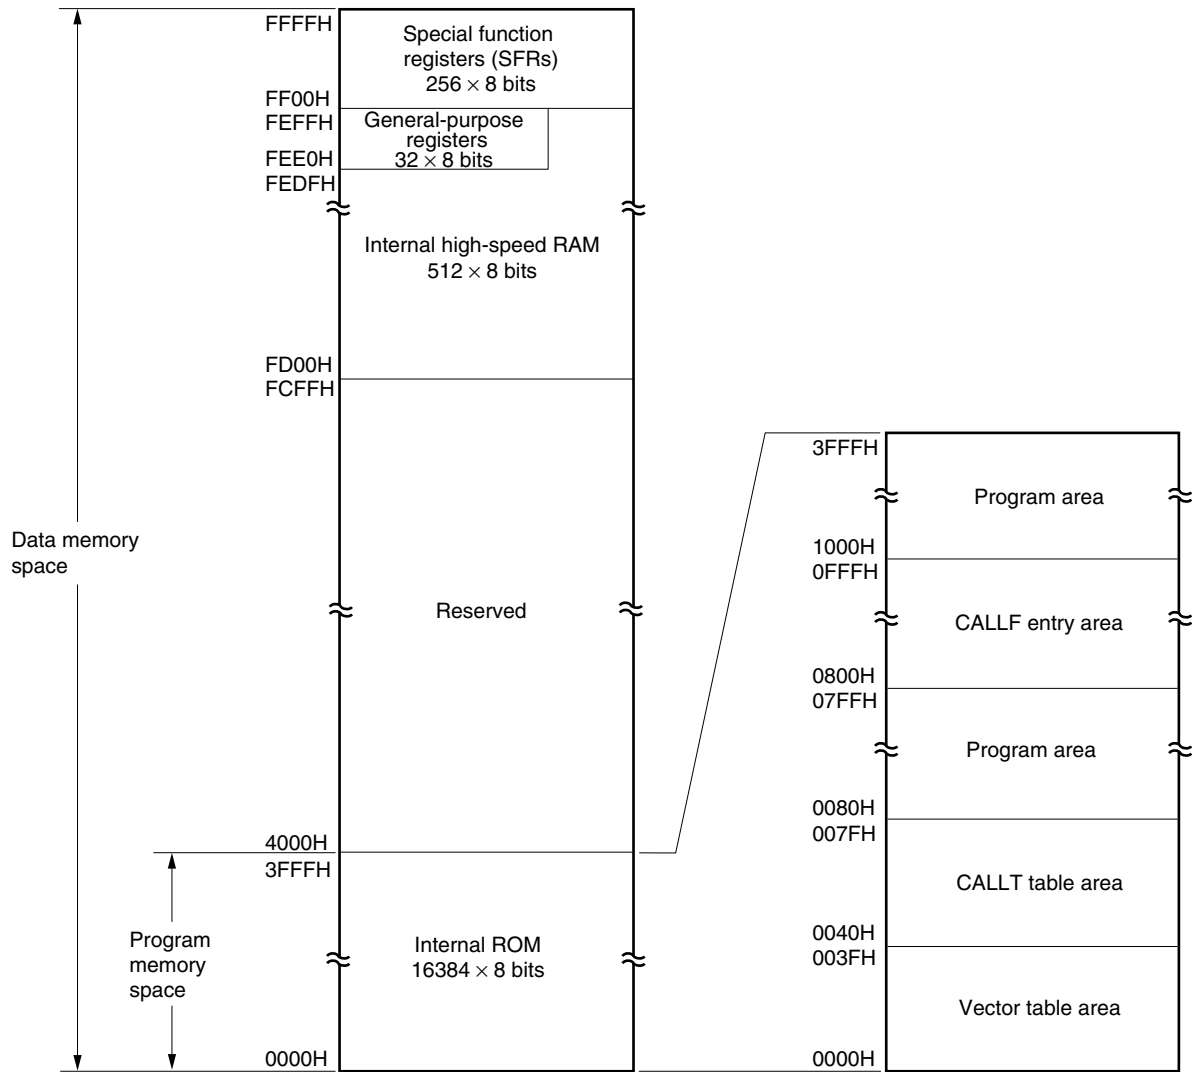 FFFFH
Special function
registers (SFRs)
256 × 8 bits
FF00H
FEFFH
General-purpose
registers
32 × 8 bits
FEE0H
FEDFH
Internal high-speed RAM
512 × 8 bits
FD00H
FCFFH
Data memory
space
Reserved
4000H
3FFFH
Program
memory
space
Internal ROM
16384 × 8 bits
0000H
3FFFH
Program area
1000H
0FFFH
CALLF entry area
0800H
07FFH
Program area
0080H
007FH
CALLT table area
0040H
003FH
Vector table area
0000H